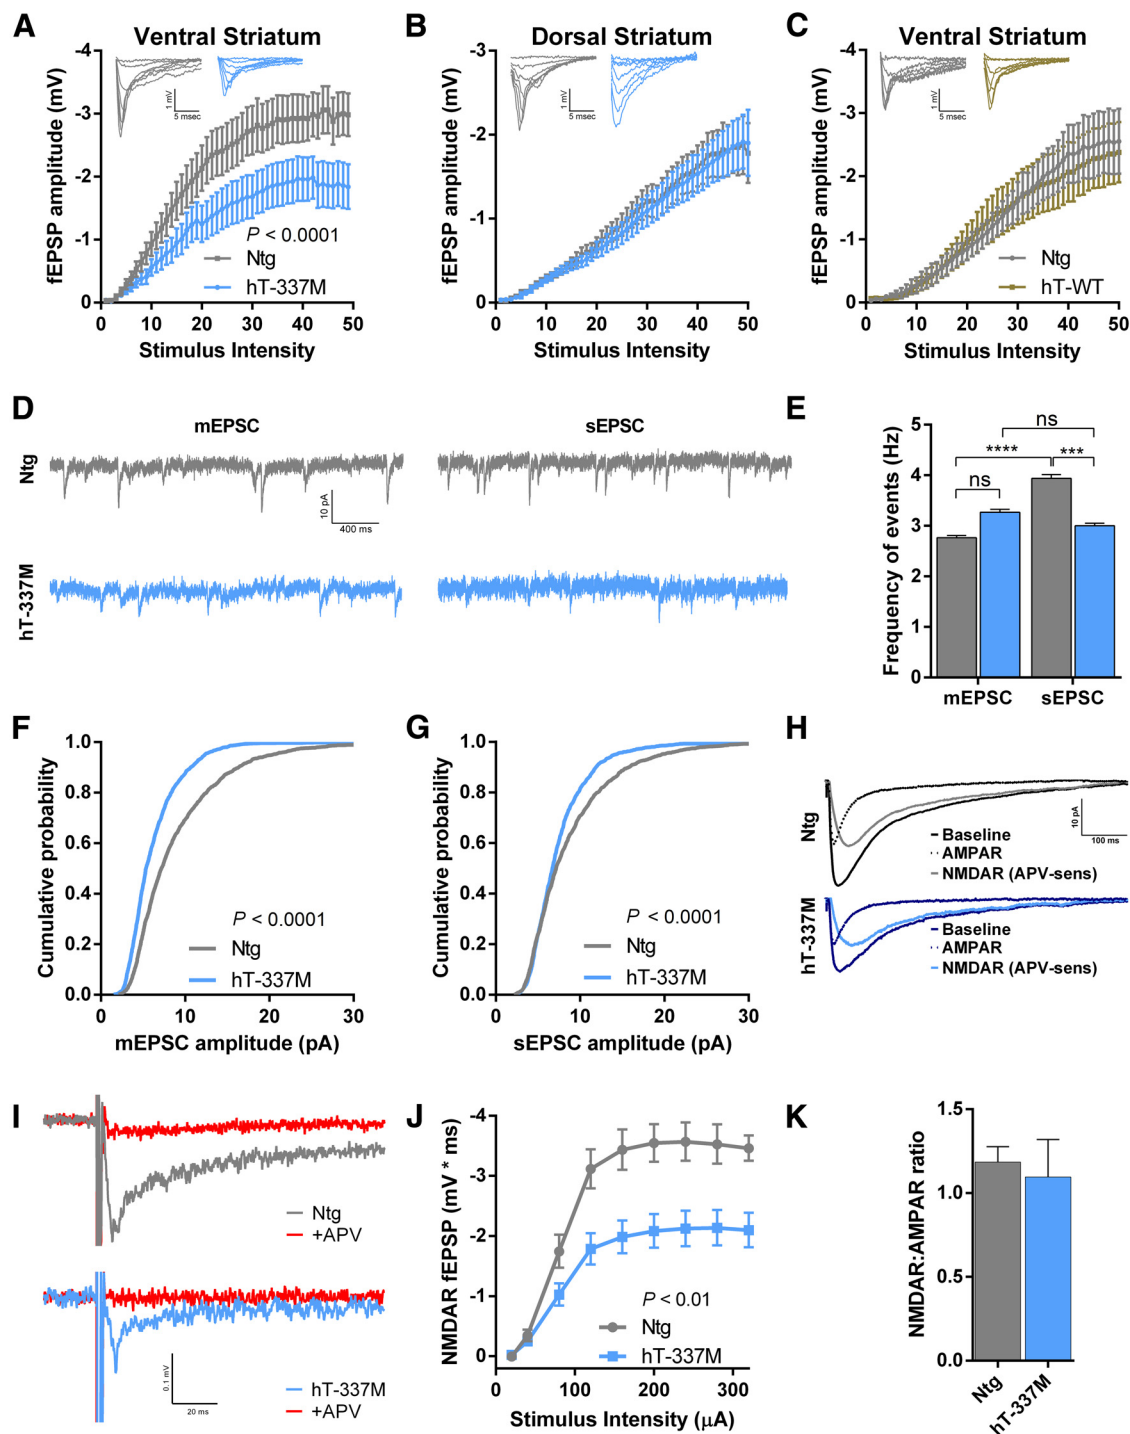 A
Ventral Striatum
fEPSP amplitude (mV)
-4
-3
-2
-1
0
1 mV
5 msec
P < 0.0001
Ntg
hT-337M
0 10 20 30 40 50
Stimulus Intensity
B
Dorsal Striatum
fEPSP amplitude (mV)
-3
-2
-1
0
1 mV
5 msec
0 10 20 30 40 50
Stimulus Intensity
C
Ventral Striatum
fEPSP amplitude (mV)
-4
-3
-2
-1
0
1 mV
5 msec
Ntg
hT-WT
0 10 20 30 40 50
Stimulus Intensity
D
mEPSC
sEPSC
Ntg
10 pA
400 ms
hT-337M
E
Frequency of events (Hz)
5
4
3
2
1
0
ns
**** ***
ns
mEPSC sEPSC
F
Cumulative probability
1.0
0.8
0.6
0.4
0.2
0.0
P < 0.0001
Ntg
hT-337M
0 10 20 30
mEPSC amplitude (pA)
G
Cumulative probability
1.0
0.8
0.6
0.4
0.2
0.0
P < 0.0001
Ntg
hT-337M
0 10 20 30
sEPSC amplitude (pA)
H
Ntg
10 pA
100 ms
Baseline
AMPAR
NMDAR (APV-sens)
hT-337M
Baseline
AMPAR
NMDAR (APV-sens)
I
Ntg
+APV
0.1 mV
20 ms
hT-337M
+APV
J
NMDAR fEPSP (mV * ms)
-4
-3
-2
-1
0
P < 0.01
Ntg
hT-337M
0 100 200 300
Stimulus Intensity (μA)
K
NMDAR:AMPAR ratio
1.5
1.0
0.5
0.0
Ntg
hT-337M